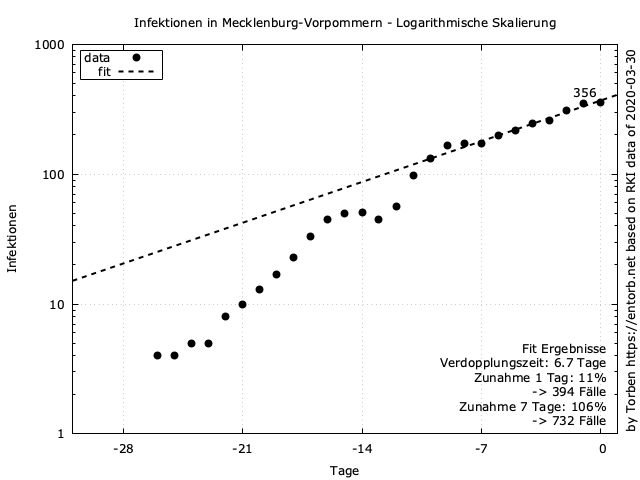 Infektionen in Mecklenburg-Vorpommern - Logarithmische Skalierung
1000
100
10
1
Infektionen
data
fit
356
Fit Ergebnisse
Verdopplungszeit: 6.7 Tage
Zunahme 1 Tag: 11%
-> 394 Fälle
Zunahme 7 Tage: 106%
-> 732 Fälle
-28
-21
-14
-7
0
Tage
by Torben https://entorb.net based on RKI data of 2020-03-30